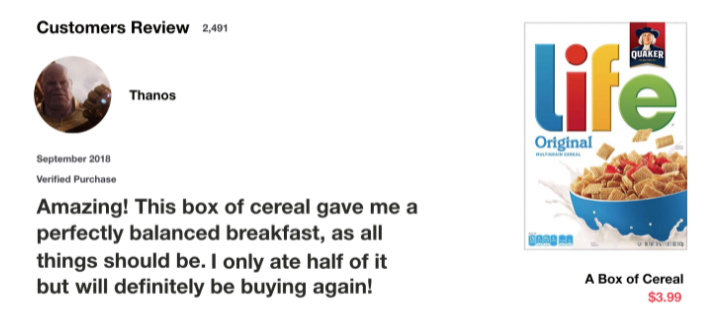 Customers Review 2,491
Thanos
September 2018
Verified Purchase
Amazing! This box of cereal gave me a
perfectly balanced breakfast, as all
things should be. I only ate half of it
but will definitely be buying again!
QUAKER
life
Original
MULTIGRAIN CEREAL
A Box of Cereal
$3.99